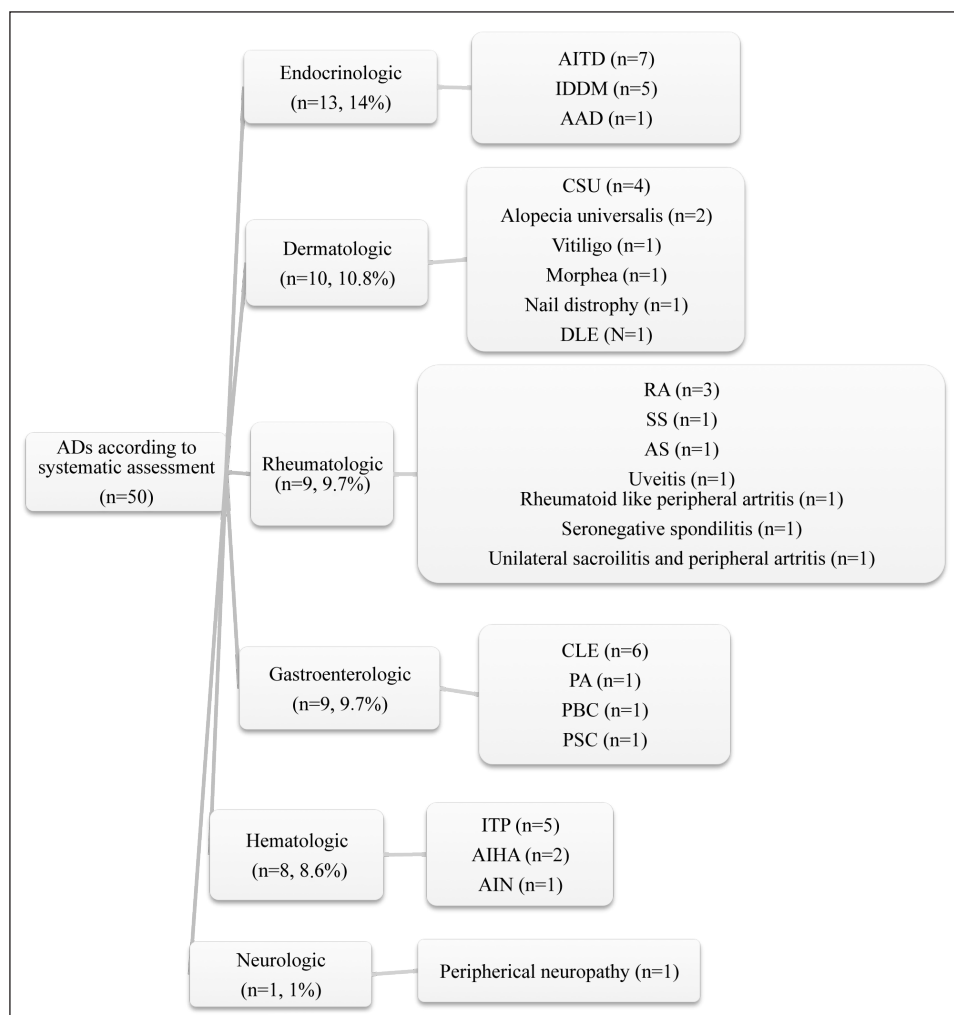 ADs according to
systematic assessment
(n=50)
Endocrinologic
(n=13, 14%)
AITD (n=7)
IDDM (n=5)
AAD (n=1)
Dermatologic
(n=10, 10.8%)
CSU (n=4)
Alopecia universalis (n=2)
Vitiligo (n=1)
Morphea (n=1)
Nail distrophy (n=1)
DLE (N=1)
Rheumatologic
(n=9, 9.7%)
RA (n=3)
SS (n=1)
AS (n=1)
Uveitis (n=1)
Rheumatoid like peripheral artritis (n=1)
Seronegative spondilitis (n=1)
Unilateral sacroilitis and peripheral artritis (n=1)
Gastroenterologic
(n=9, 9.7%)
CLE (n=6)
PA (n=1)
PBC (n=1)
PSC (n=1)
Hematologic
(n=8, 8.6%)
ITP (n=5)
AIHA (n=2)
AIN (n=1)
Neurologic
(n=1, 1%)
Peripherical neuropathy (n=1)